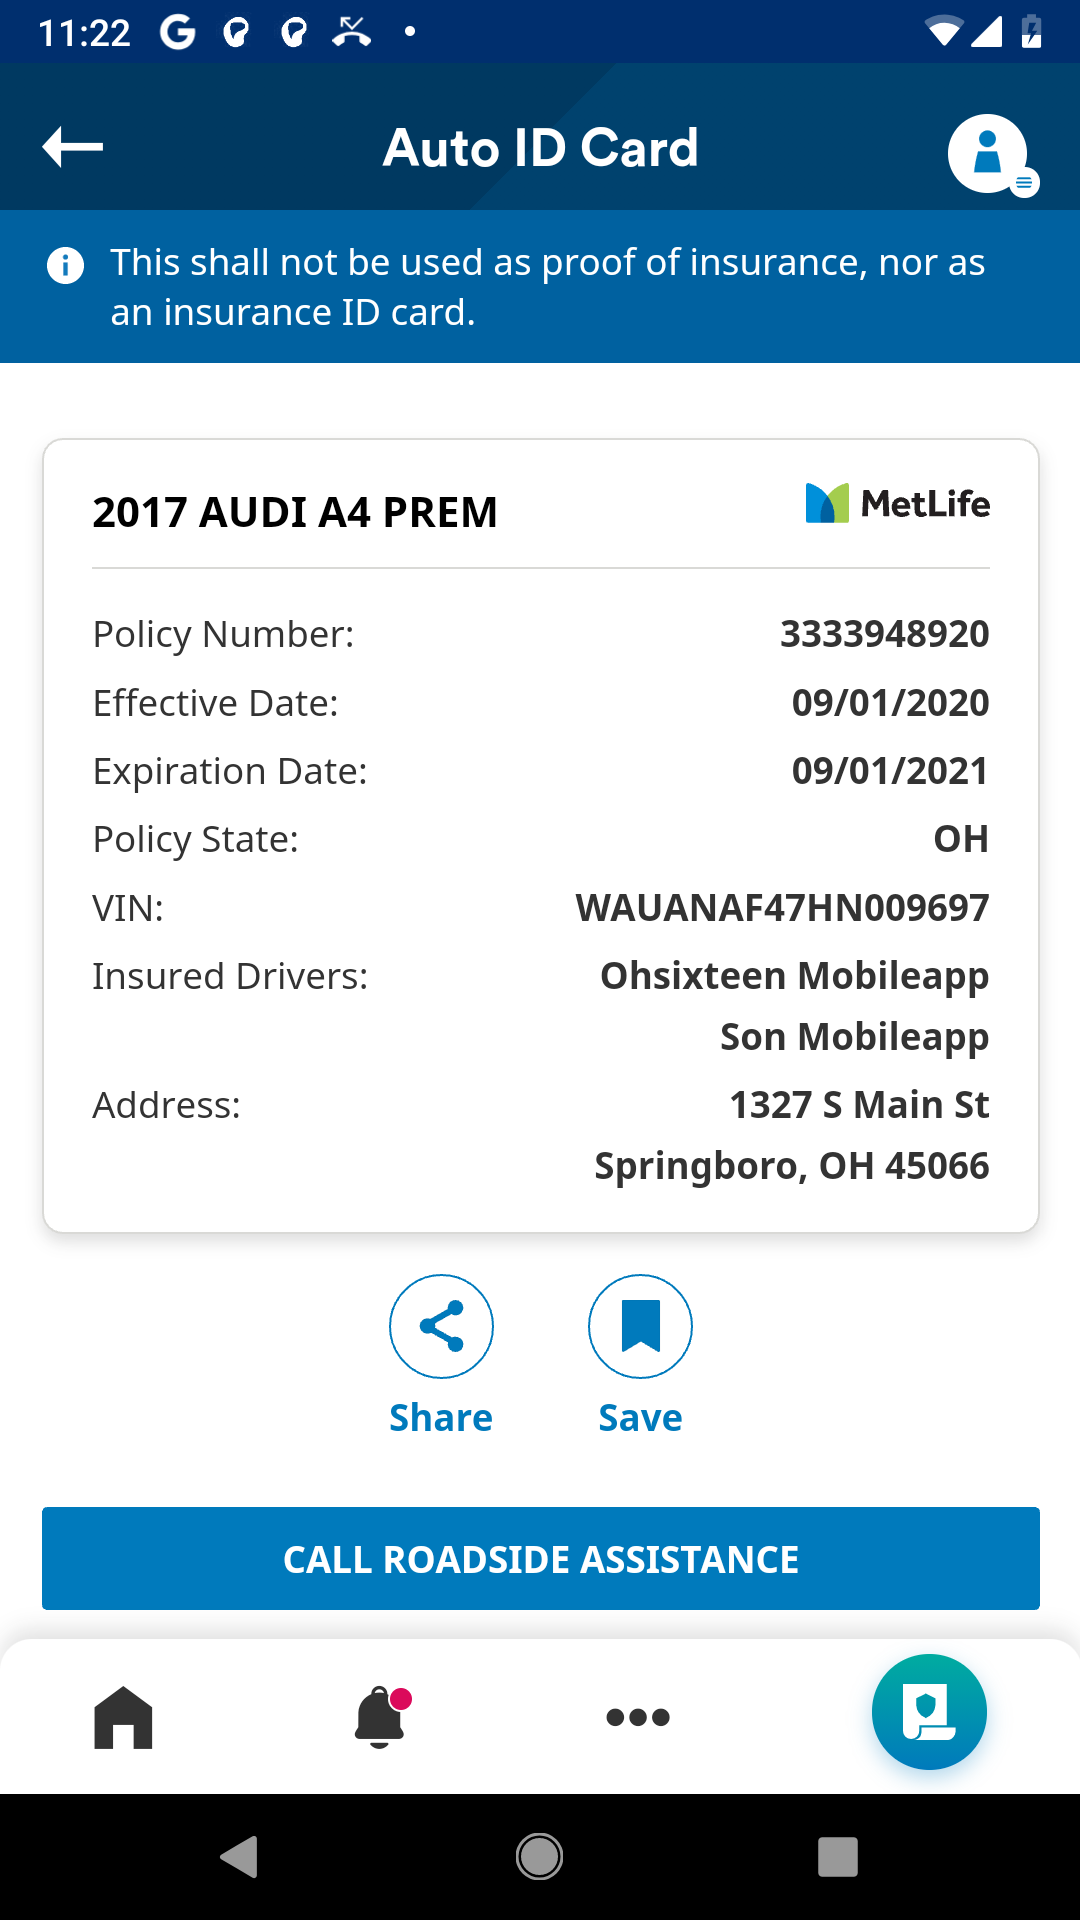 11:22
Auto ID Card
This shall not be used as proof of insurance, nor as
an insurance ID card.
2017 AUDI A4 PREM
MetLife
Policy Number: 3333948920
Effective Date: 09/01/2020
Expiration Date: 09/01/2021
Policy State: OH
VIN: WAUANAF47HN009697
Insured Drivers: Ohsixteen Mobileapp
Son Mobileapp
Address: 1327 S Main St
Springboro, OH 45066
Share Save
CALL ROADSIDE ASSISTANCE